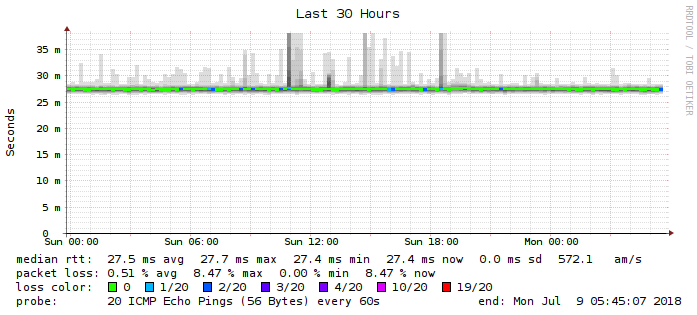 Last 30 Hours
RRDTOOL / TOBI OETIKER
Seconds
35 m
30 m
25 m
20 m
15 m
10 m
5 m
0
Sun 00:00 Sun 06:00 Sun 12:00 Sun 18:00 Mon 00:00
median rtt: 27.5 ms avg 27.7 ms max 27.4 ms min 27.4 ms now 0.0 ms sd 572.1 am/s
packet loss: 0.51 % avg 8.47 % max 0.00 % min 8.47 % now
loss color: 0 1/20 2/20 3/20 4/20 10/20 19/20
probe: 20 ICMP Echo Pings (56 Bytes) every 60s end: Mon Jul 9 05:45:07 2018